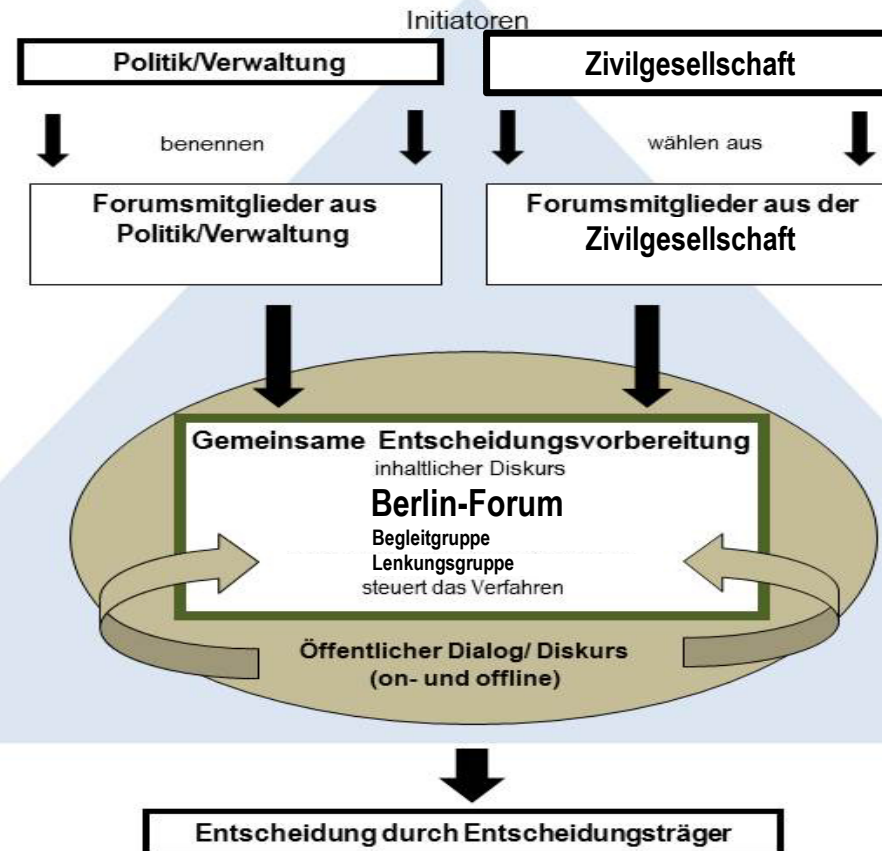 Initiatoren
Politik/Verwaltung
Zivilgesellschaft
benennen
wählen aus
Forumsmitglieder aus
Politik/Verwaltung
Forumsmitglieder aus der
Zivilgesellschaft
Gemeinsame Entscheidungsvorbereitung
inhaltlicher Diskurs
Berlin-Forum
Begleitgruppe
Lenkungsgruppe
steuert das Verfahren
Öffentlicher Dialog/ Diskurs
(on- und offline)
Entscheidung durch Entscheidungsträger